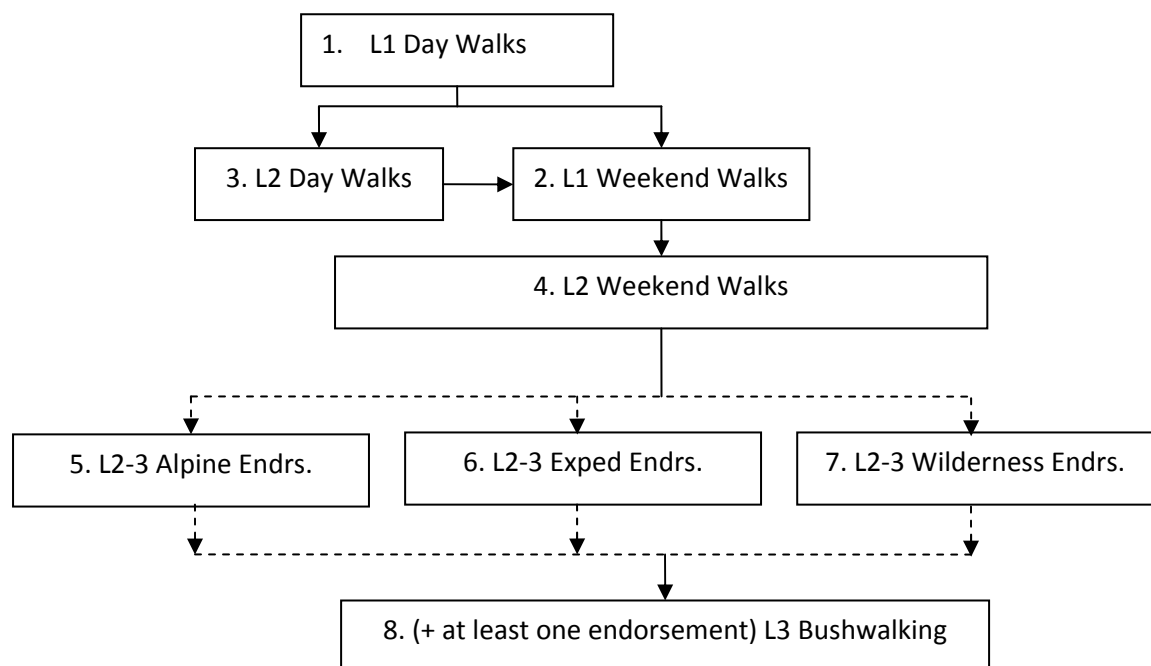 1. L1 Day Walks
3. L2 Day Walks
2. L1 Weekend Walks
4. L2 Weekend Walks
5. L2-3 Alpine Endrs.
6. L2-3 Exped Endrs.
7. L2-3 Wilderness Endrs.
8. (+ at least one endorsement) L3 Bushwalking